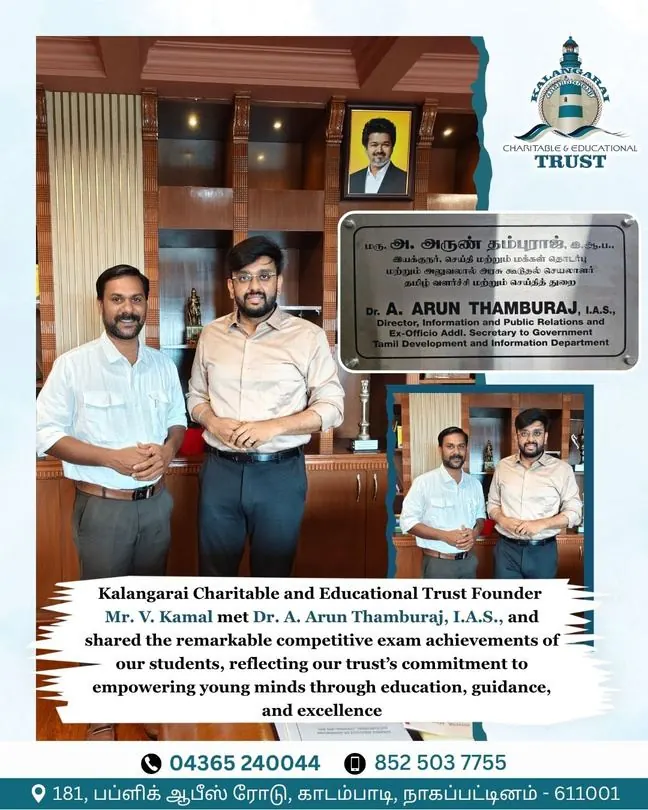 KALANGARAI
CHARITABLE & EDUCATIONAL
TRUST
மரு. அ. அருண் தம்புராஜ், இ.ஆ.ப.,
இயக்குநர், செய்தி மற்றும் மக்கள் தொடர்பு
மற்றும் அலுவலால் அரசு கூடுதல் செயலாளர்
தமிழ் வளர்ச்சி மற்றும் செய்தித் துறை
Dr. A. ARUN THAMBURAJ, I.A.S.,
Director, Information and Public Relations and
Ex-Officio Addl. Secretary to Government
Tamil Development and Information Department
Kalangarai Charitable and Educational Trust Founder
Mr. V. Kamal met Dr. A. Arun Thamburaj, I.A.S., and
shared the remarkable competitive exam achievements of
our students, reflecting our trust’s commitment to
empowering young minds through education, guidance,
and excellence
04365 240044 852 503 7755
181, பப்ளிக் ஆபீஸ் ரோடு, காடம்பாடி, நாகப்பட்டினம் - 611001